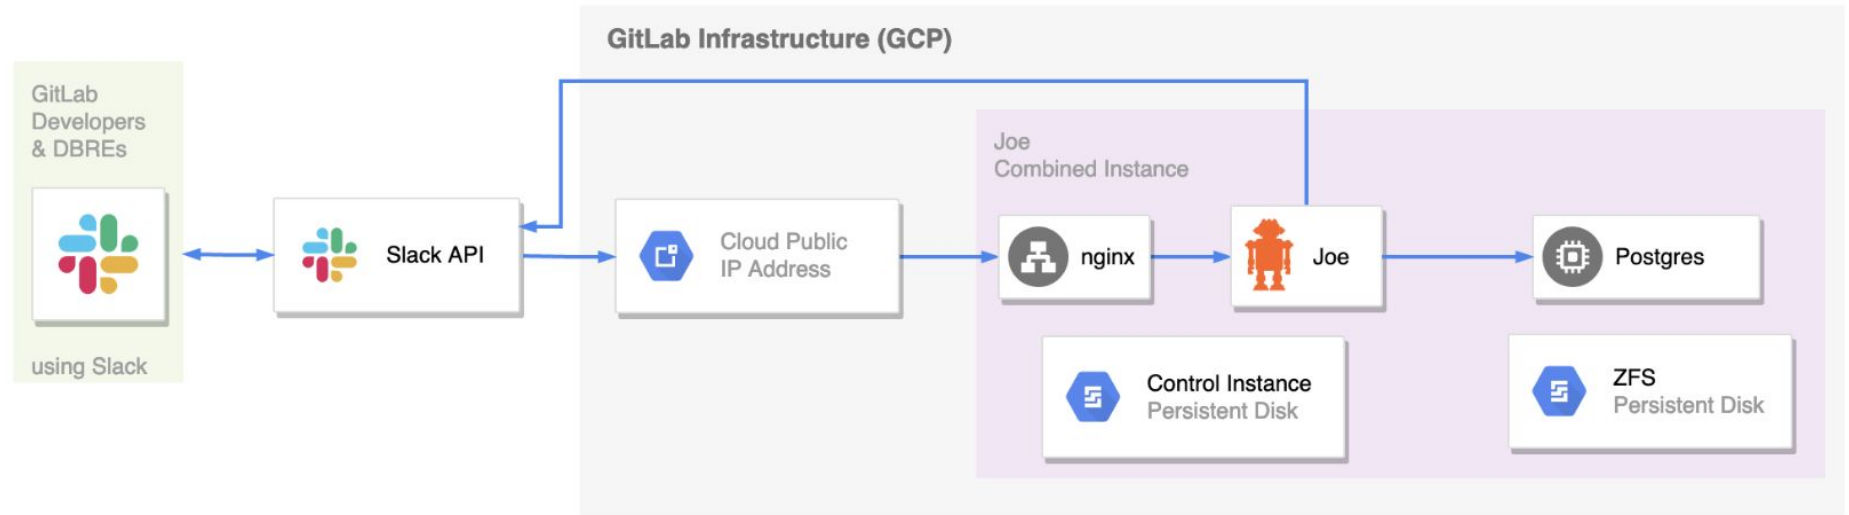 GitLab Infrastructure (GCP)
GitLab
Developers
& DBREs
using Slack
Slack API
Cloud Public
IP Address
Joe
Combined Instance
nginx
Joe
Postgres
Control Instance
Persistent Disk
ZFS
Persistent Disk